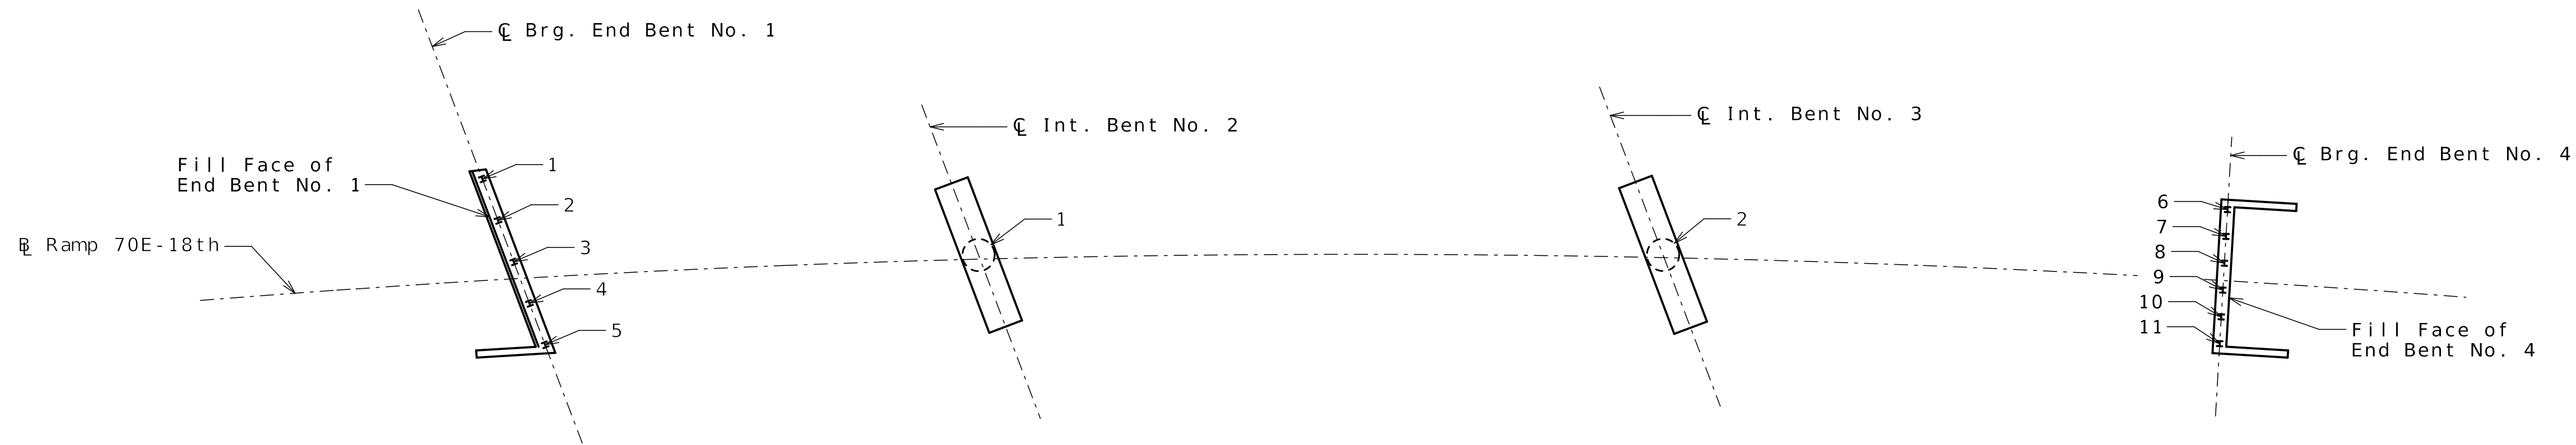 ℄ Brg. End Bent No. 1
℄ Int. Bent No. 2
℄ Int. Bent No. 3
℄ Brg. End Bent No. 4
Fill Face of
End Bent No. 1
1
2
3
4
5
1
2
6
7
8
9
10
11
BL Ramp 70E-18th
Fill Face of
End Bent No. 4